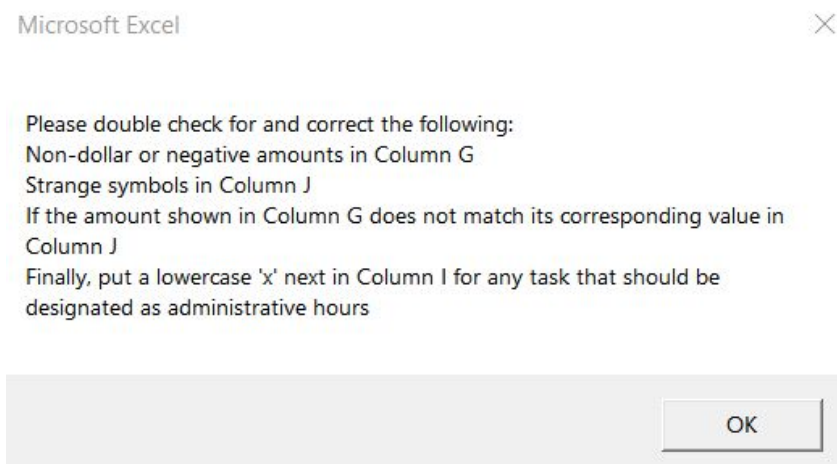 Microsoft Excel
Please double check for and correct the following:
Non-dollar or negative amounts in Column G
Strange symbols in Column J
If the amount shown in Column G does not match its corresponding value in
Column J
Finally, put a lowercase 'x' next in Column I for any task that should be
designated as administrative hours
OK